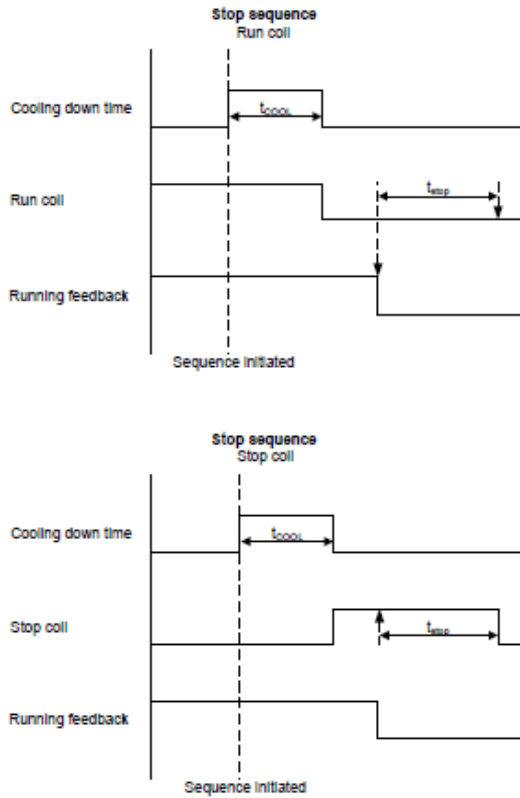 Stop sequence
Run coil
Cooling down time
tCOOL
Run coil
tstop
Running feedback
Sequence initiated
Stop sequence
Stop coil
Cooling down time
tCOOL
Stop coil
tstop
Running feedback
Sequence initiated